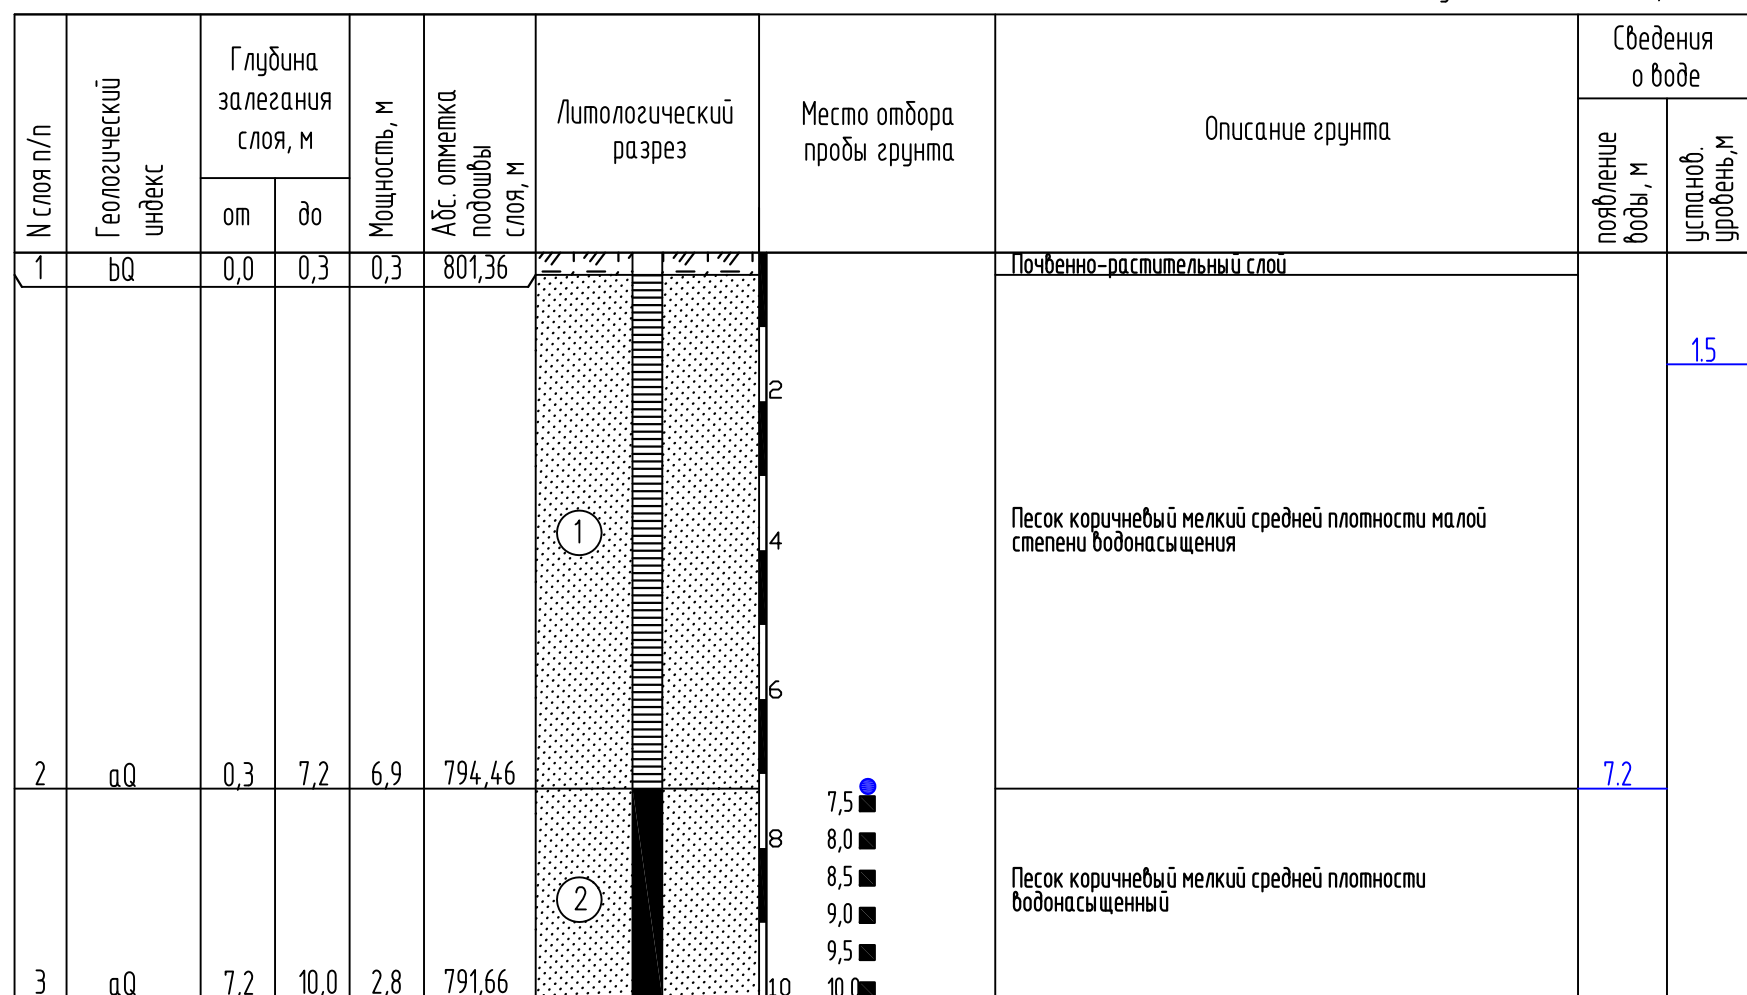 Сведения
о воде
Глубина
залегания
слоя, м
N слоя п/п
Геологический
индекс
от
до
Мощность, м
Абс. отметка
подошвы
слоя, м
Литологический
разрез
Место отбора
пробы грунта
Описание грунта
появление
воды, м
установ.
уровень,м
1 bQ 0,0 0,3 0,3 801,36 Почвенно-растительный слой
1.5
2
1
4
Песок коричневый мелкий средней плотности малой
степени водонасыщения
6
2 aQ 0,3 7,2 6,9 794,46 7.2
7,5
8
8,0
8,5
2
9,0
Песок коричневый мелкий средней плотности
водонасыщенный
9,5
3 aQ 7,2 10,0 2,8 791,66 10 10,0